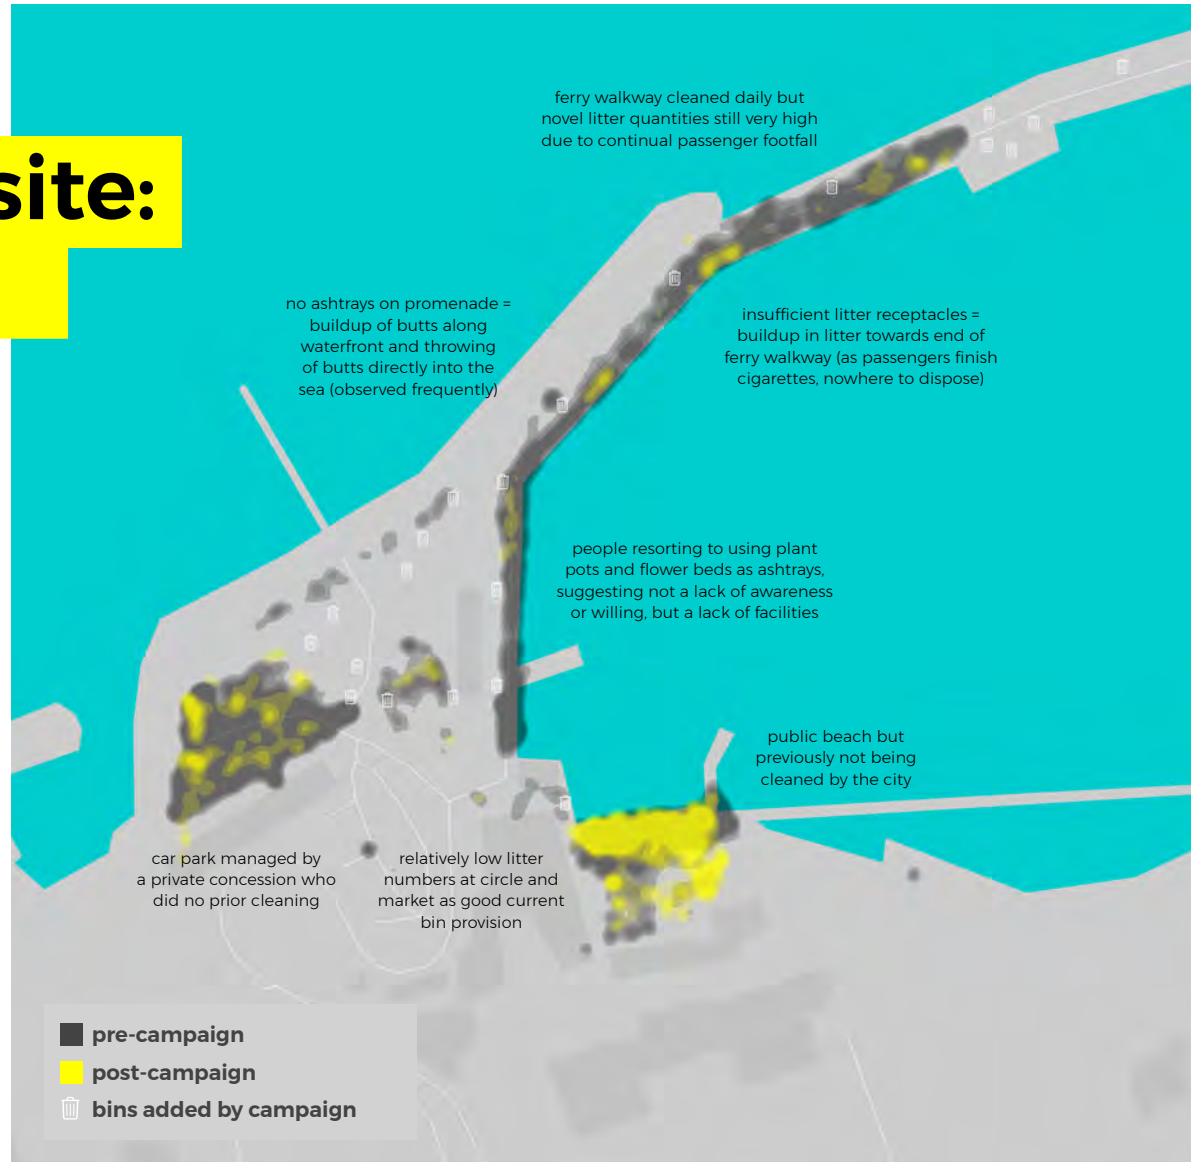 site:
ferry walkway cleaned daily but
novel litter quantities still very high
due to continual passenger footfall
no ashtrays on promenade =
buildup of butts along
waterfront and throwing
of butts directly into the
sea (observed frequently)
insufficient litter receptacles =
buildup in litter towards end of
ferry walkway (as passengers finish
cigarettes, nowhere to dispose)
people resorting to using plant
pots and flower beds as ashtrays,
suggesting not a lack of awareness
or willing, but a lack of facilities
public beach but
previously not being
cleaned by the city
car park managed by
a private concession who
did no prior cleaning
relatively low litter
numbers at circle and
market as good current
bin provision
pre-campaign
post-campaign
bins added by campaign